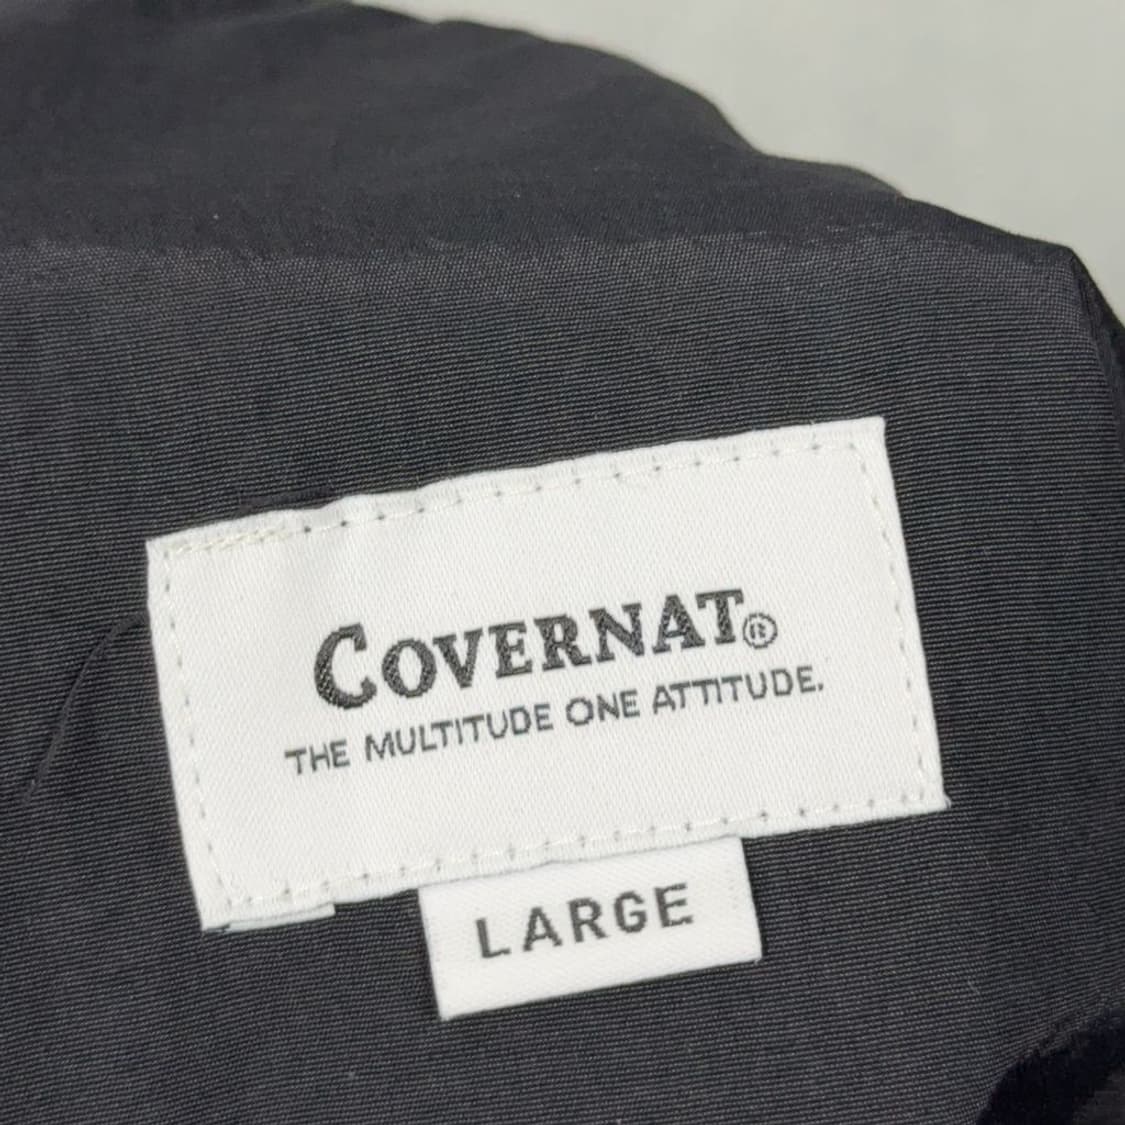 COVERNAT®
THE MULTITUDE ONE ATTITUDE.
LARGE